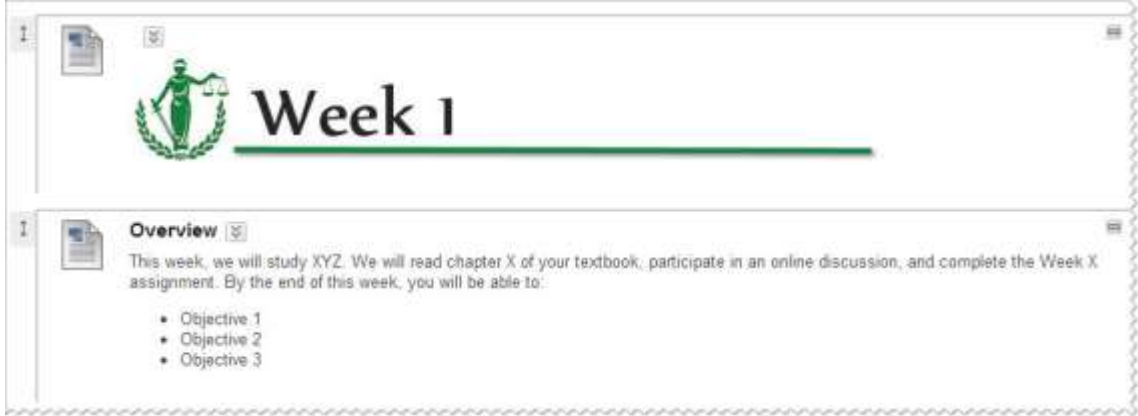 Week 1
Overview
This week, we will study XYZ. We will read chapter X of your textbook, participate in an online discussion, and complete the Week X
assignment. By the end of this week, you will be able to:
• Objective 1
• Objective 2
• Objective 3